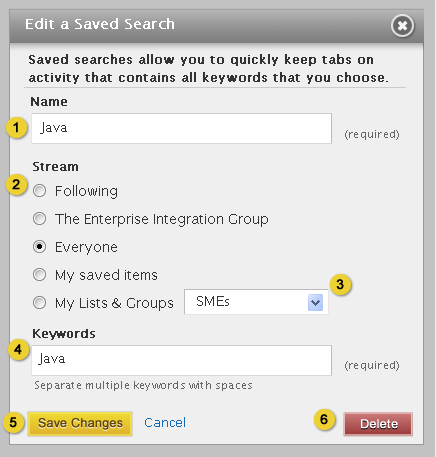 Edit a Saved Search
Saved searches allow you to quickly keep tabs on
activity that contains all keywords that you choose.
Name
1 Java (required)
Stream
2 Following
The Enterprise Integration Group
Everyone
My saved items
3
My Lists & Groups SMEs
Keywords
4 Java (required)
Separate multiple keywords with spaces
5 Save Changes Cancel 6 Delete